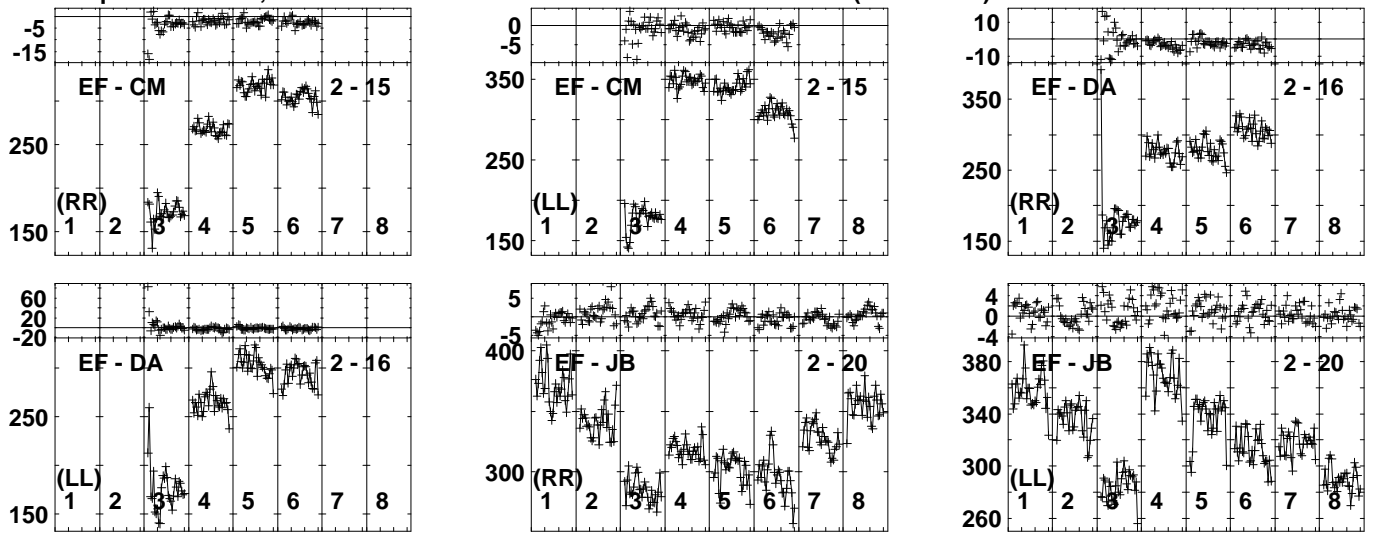 -5
-15
EF - CM 2 - 15
250
(RR)
150
1 2 3 4 5 6 7 8
0
-5
350
EF - CM 2 - 15
250
(LL)
150
1 2 3 4 5 6 7 8
10
-10
350
EF - DA 2 - 16
250
(RR)
150
1 2 3 4 5 6 7 8
60
20
-20
EF - DA 2 - 16
250
(LL)
150
1 2 3 4 5 6 7 8
5
-5
400
EF - JB 2 - 20
300
(RR)
1 2 3 4 5 6 7 8
4
0
-4
380
EF - JB 2 - 20
340
300
(LL)
260
1 2 3 4 5 6 7 8